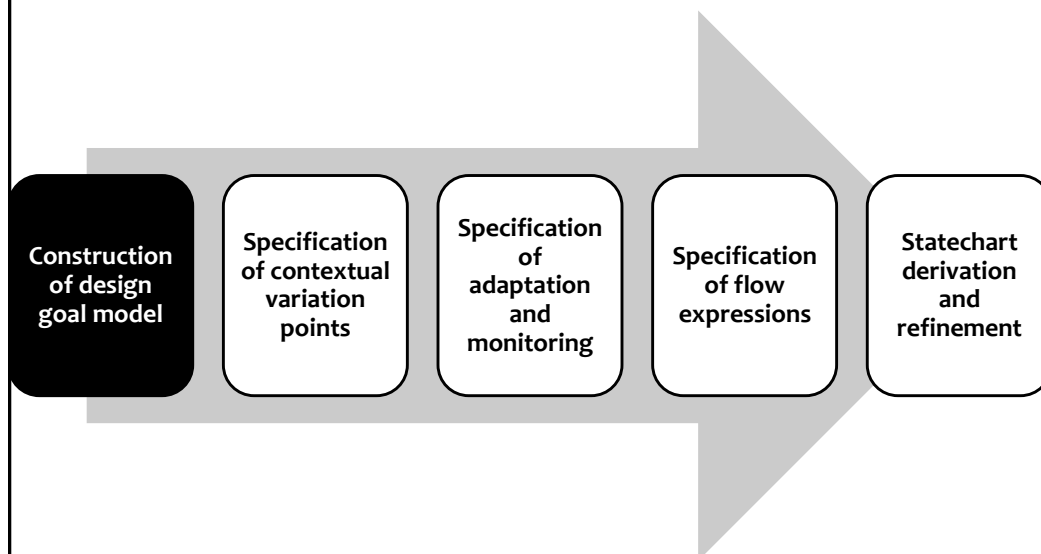 Construction
of design
goal model
Specification
of contextual
variation
points
Specification
of
adaptation
and
monitoring
Specification
of flow
expressions
Statechart
derivation
and
refinement